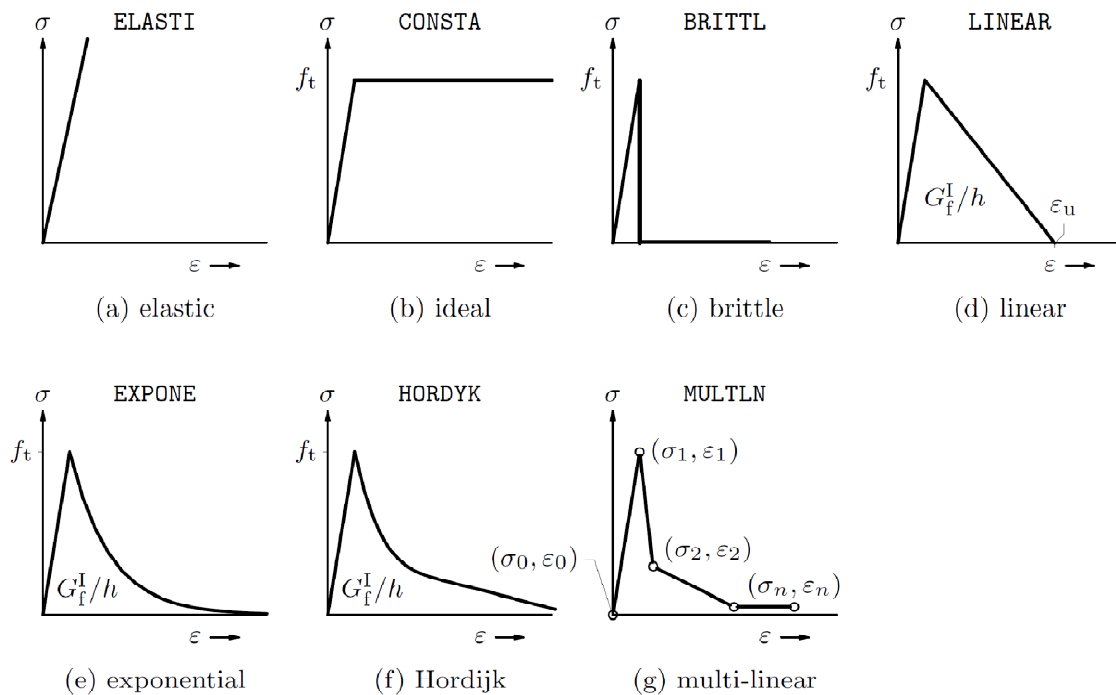 σ ELASTI
ε
(a) elastic
σ CONSTA
f_t
ε
(b) ideal
σ BRITTL
f_t
ε
(c) brittle
σ LINEAR
f_t
G_f^I/h
ε_u
ε
(d) linear
σ EXPONE
f_t
G_f^I/h
ε
(e) exponential
σ HORDYK
f_t
G_f^I/h
ε
(f) Hordijk
σ MULTLN
(σ_1, ε_1)
(σ_0, ε_0)
(σ_2, ε_2)
(σ_n, ε_n)
ε
(g) multi-linear